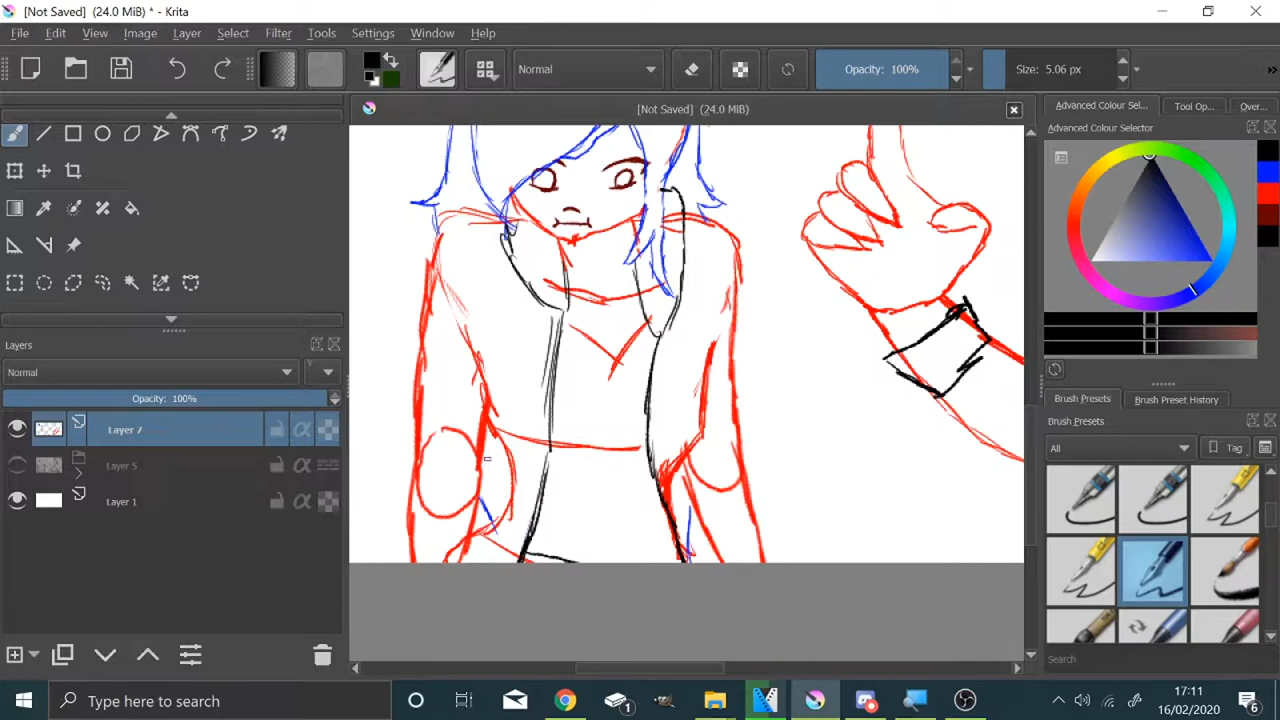 [Not Saved] (24.0 MiB) * - Krita
File Edit View Image Layer Select Filter Tools Settings Window Help
Normal
Opacity: 100%
Size: 5.06 px
[Not Saved] (24.0 MiB)
Advanced Colour Sel...
Tool Op...
Over...
Advanced Colour Selector
Layers
Normal
Opacity: 100%
Layer 7
Layer 5
Layer 1
Brush Presets
Brush Preset History
Brush Presets
All
Tag
Search
Type here to search
1
17:11
16/02/2020
6